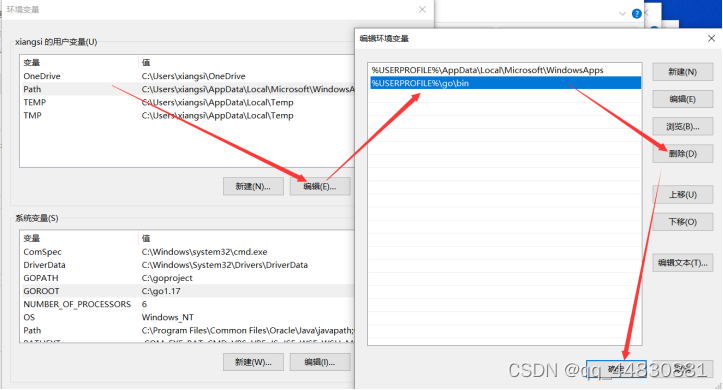 环境变量
xiangsi 的用户变量(U)
变量 值
OneDrive C:\Users\xiangsi\OneDrive
Path C:\Users\xiangsi\AppData\Local\Microsoft\WindowsA
TEMP C:\Users\xiangsi\AppData\Local\Temp
TMP C:\Users\xiangsi\AppData\Local\Temp
新建(N)... 编辑(E)...
系统变量(S)
变量 值
ComSpec C:\Windows\system32\cmd.exe
DriverData C:\Windows\System32\Drivers\DriverData
GOPATH C:\goproject
GOROOT C:\go1.17
NUMBER_OF_PROCESSORS 6
OS Windows_NT
Path C:\Program Files\Common Files\Oracle\Java\javapath;
新建(W)... 编辑(I)...
编辑环境变量
%USERPROFILE%\AppData\Local\Microsoft\WindowsApps
%USERPROFILE%\go\bin
新建(N)
编辑(E)
浏览(B)...
删除(D)
上移(U)
下移(O)
编辑文本(T)...
CSDN @qq_44830881